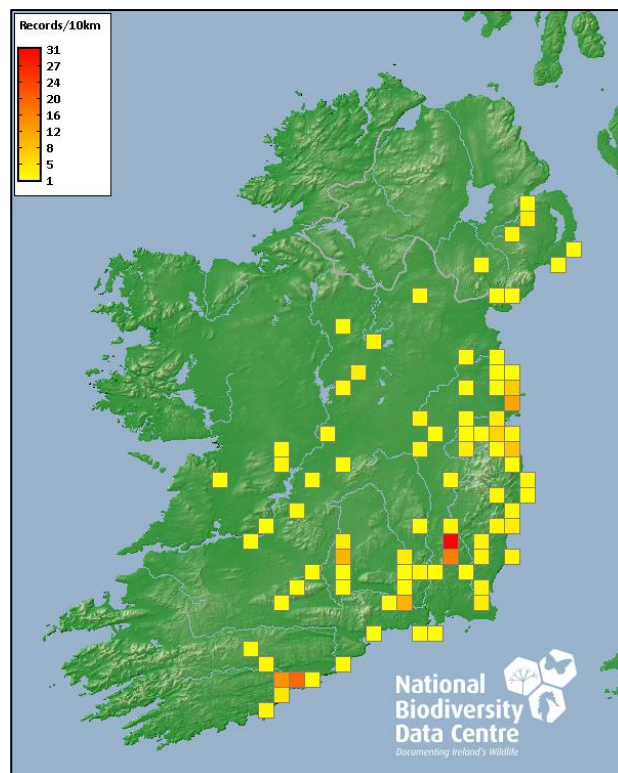 Records/10km
31
27
24
20
16
12
8
5
1
National
Biodiversity
Data Centre
Documenting Ireland's Wildlife